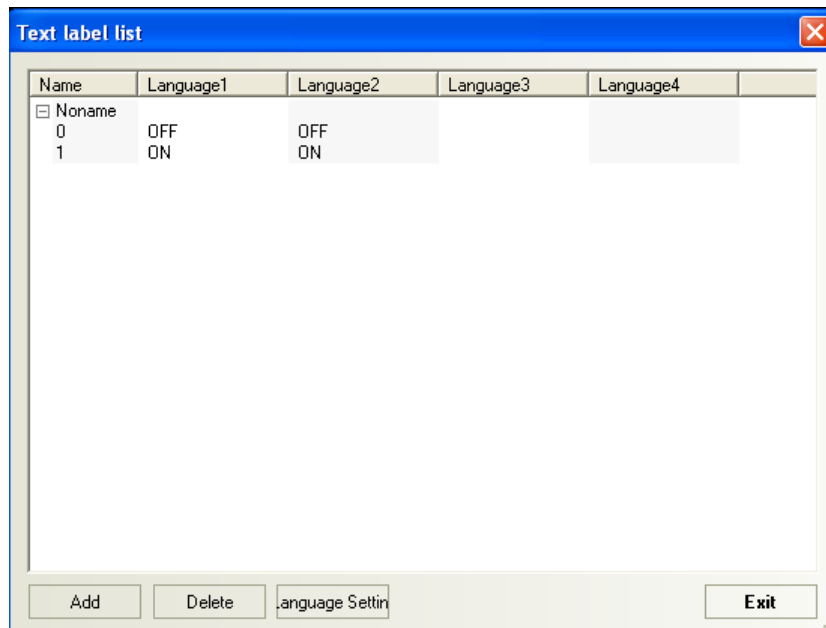 Text label list
Name Language1 Language2 Language3 Language4
Noname
0 OFF OFF
1 ON ON
Add Delete anguage Settin Exit